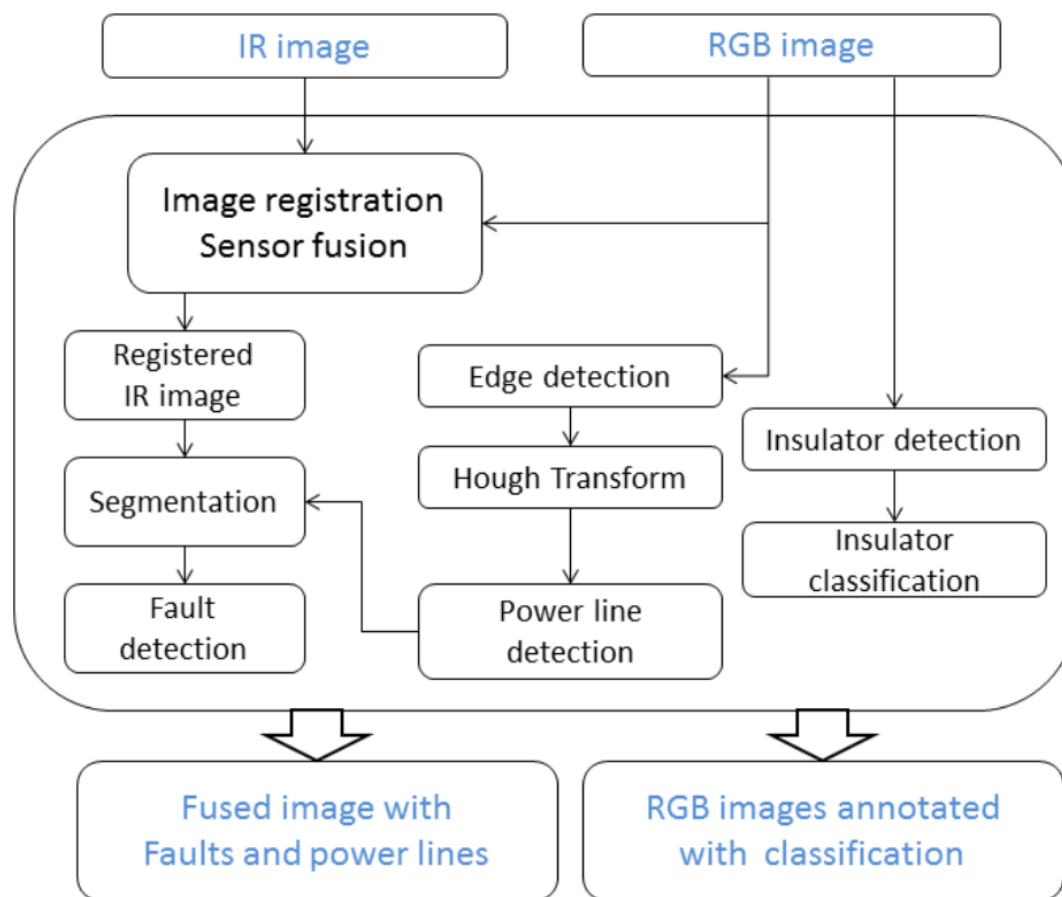 IR image
RGB image
Image registration
Sensor fusion
Registered
IR image
Edge detection
Insulator detection
Segmentation
Hough Transform
Insulator
classification
Fault
detection
Power line
detection
Fused image with
Faults and power lines
RGB images annotated
with classification